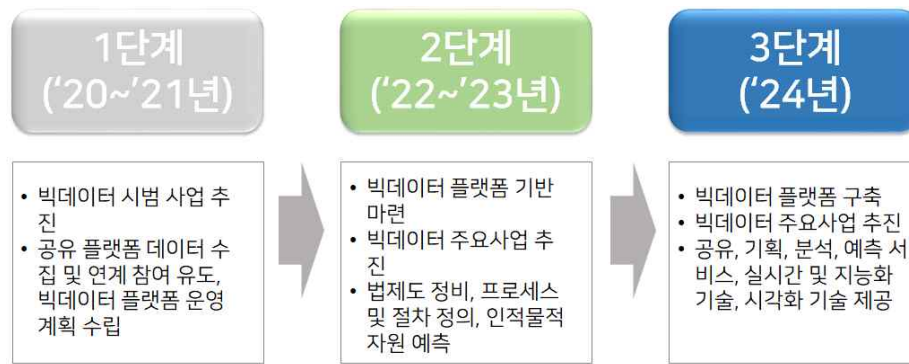 1단계
('20~'21년)
2단계
('22~'23년)
3단계
('24년)
• 빅데이터 시범 사업 추
진
• 공유 플랫폼 데이터 수
집 및 연계 참여 유도,
빅데이터 플랫폼 운영
계획 수립
• 빅데이터 플랫폼 기반
마련
• 빅데이터 주요사업 추
진
• 법제도 정비, 프로세스
및 절차 정의, 인적물적
자원 예측
• 빅데이터 플랫폼 구축
• 빅데이터 주요사업 추진
• 공유, 기획, 분석, 예측 서
비스, 실시간 및 지능화
기술, 시각화 기술 제공